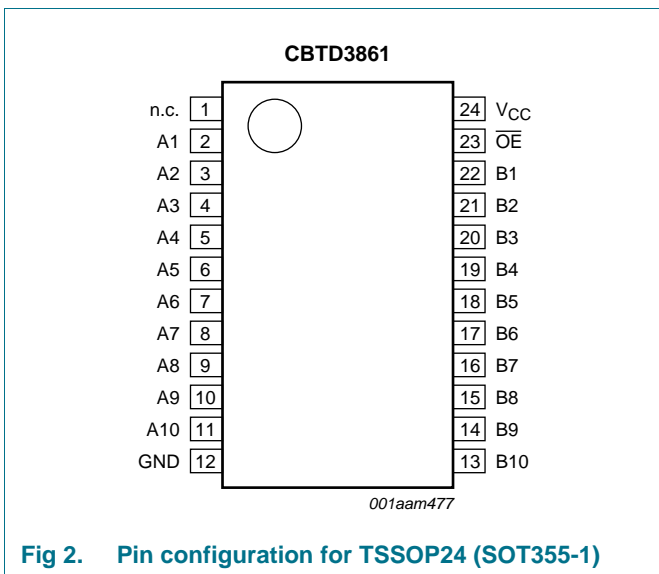 CBTD3861
n.c. 1 24 VCC
A1 2 23 O̅E̅
A2 3 22 B1
A3 4 21 B2
A4 5 20 B3
A5 6 19 B4
A6 7 18 B5
A7 8 17 B6
A8 9 16 B7
A9 10 15 B8
A10 11 14 B9
GND 12 13 B10
001aam477
Fig 2. Pin configuration for TSSOP24 (SOT355-1)